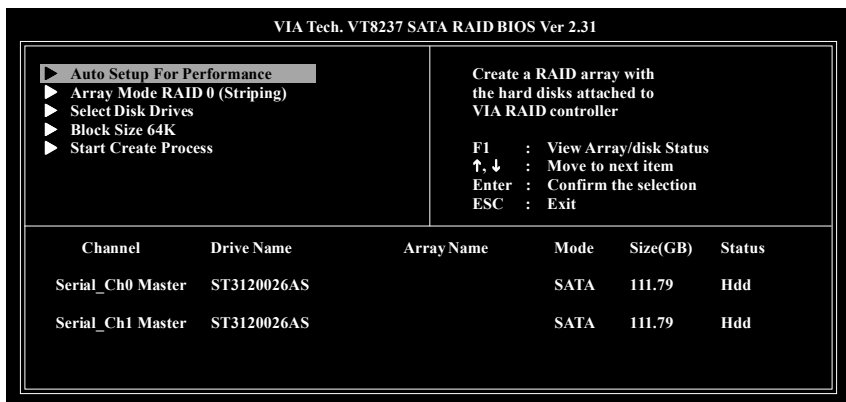 VIA Tech. VT8237 SATA RAID BIOS Ver 2.31
Auto Setup For Performance
Array Mode RAID 0 (Striping)
Select Disk Drives
Block Size 64K
Start Create Process
Create a RAID array with
the hard disks attached to
VIA RAID controller
F1 : View Array/disk Status
↑, ↓ : Move to next item
Enter : Confirm the selection
ESC : Exit
Channel Drive Name Array Name Mode Size(GB) Status
Serial_Ch0 Master ST3120026AS SATA 111.79 Hdd
Serial_Ch1 Master ST3120026AS SATA 111.79 Hdd